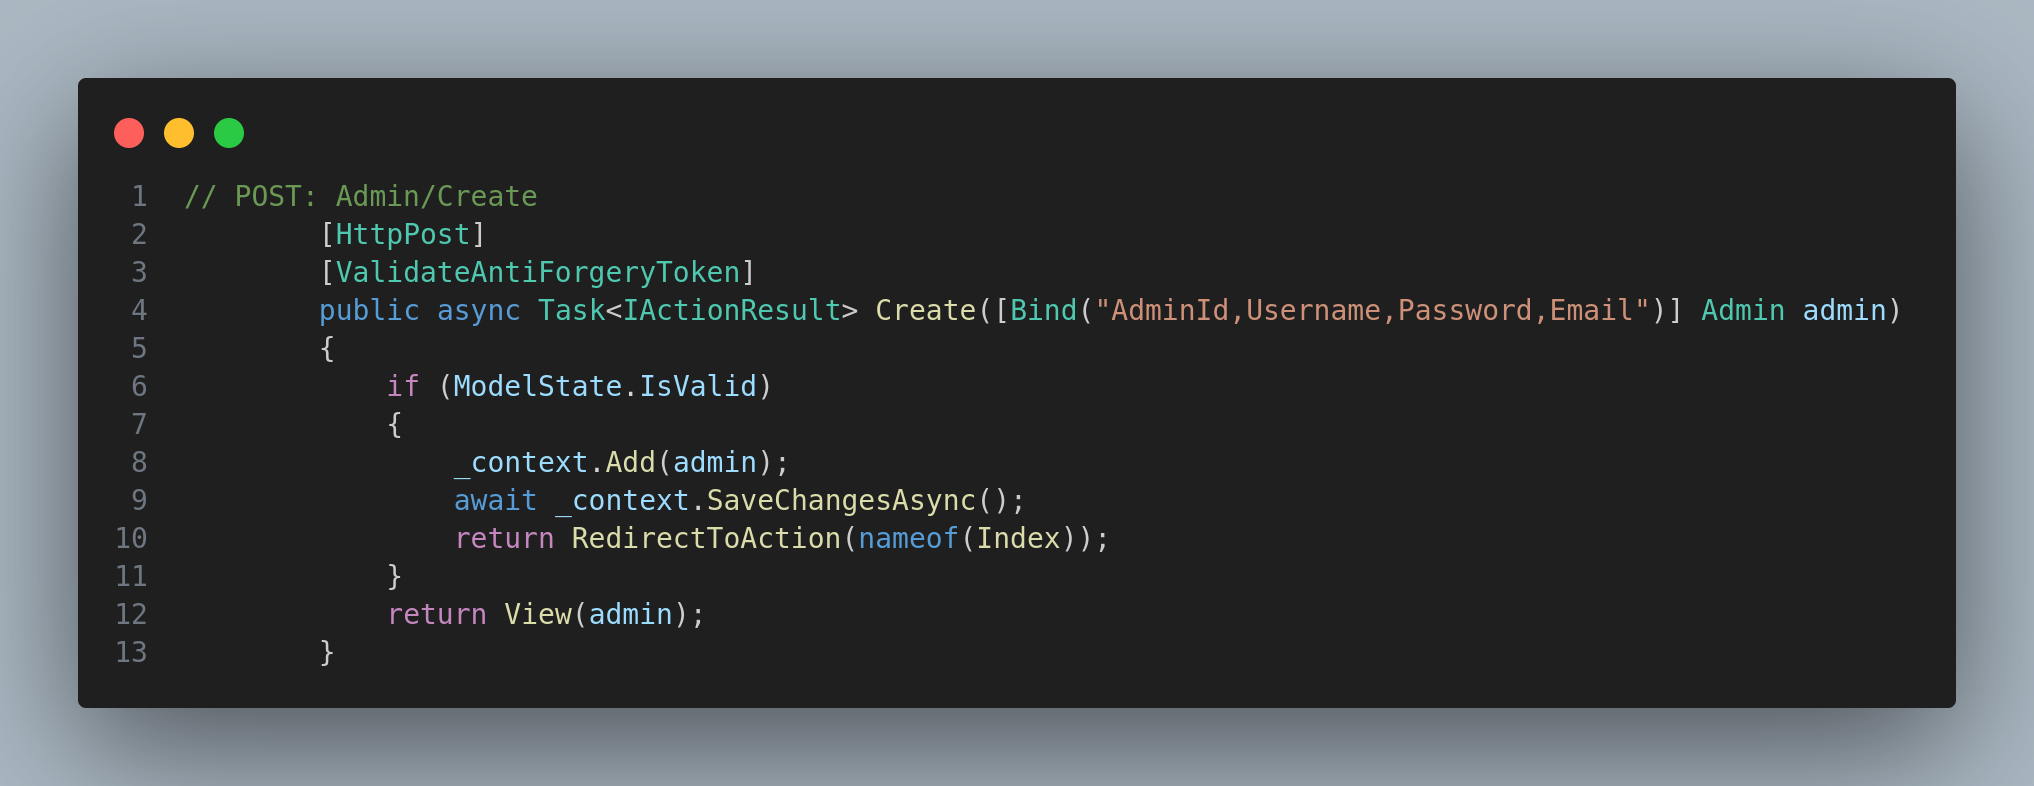 1 // POST: Admin/Create
2         [HttpPost]
3         [ValidateAntiForgeryToken]
4         public async Task<IActionResult> Create([Bind("AdminId,Username,Password,Email")] Admin admin)
5         {
6             if (ModelState.IsValid)
7             {
8                 _context.Add(admin);
9                 await _context.SaveChangesAsync();
10                 return RedirectToAction(nameof(Index));
11             }
12             return View(admin);
13         }